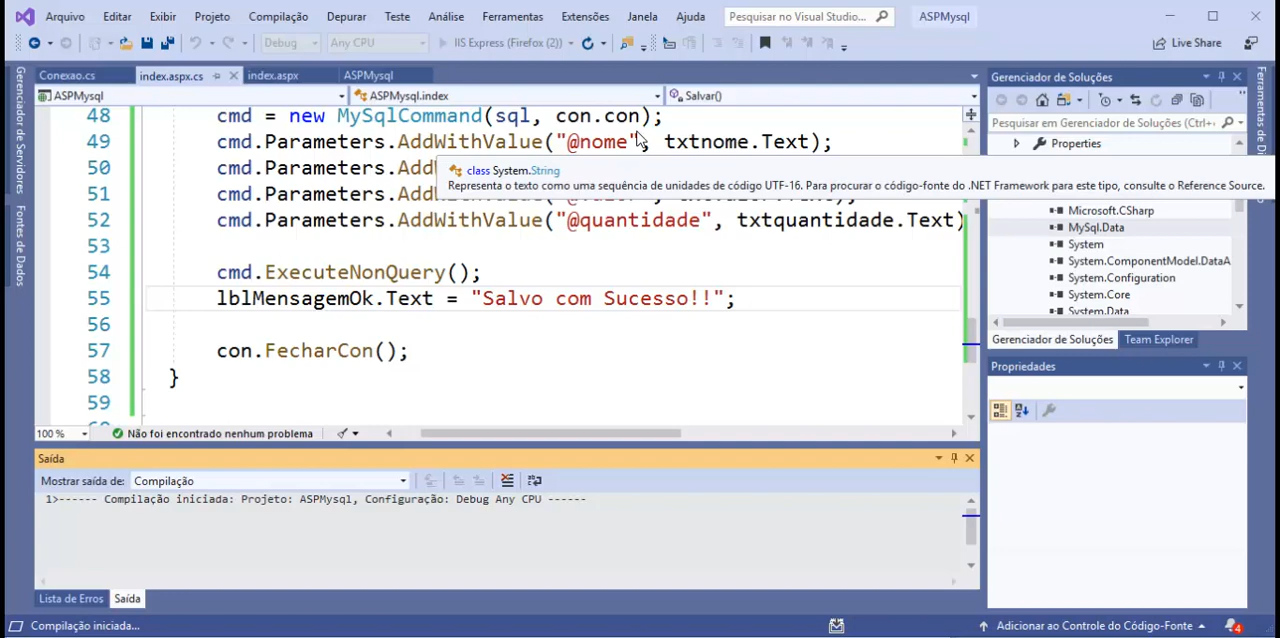 Arquivo Editar Exibir Projeto Compilação Depurar Teste Análise Ferramentas Extensões Janela Ajuda Pesquisar no Visual Studio... ASPMysql
Debug Any CPU IIS Express (Firefox (2)) Live Share
Gerenciador de Servidores
Fontes de Dados
Conexao.cs index.aspx.cs index.aspx ASPMysql
ASPMysql ASPMysql.index Salvar()
48 cmd = new MySqlCommand(sql, con.con);
49 cmd.Parameters.AddWithValue("@nome", txtnome.Text);
50 cmd.Parameters.Add
51 cmd.Parameters.Add
52 cmd.Parameters.AddWithValue("@quantidade", txtquantidade.Text)
53
54 cmd.ExecuteNonQuery();
55 lblMensagemOk.Text = "Salvo com Sucesso!!";
56
57 con.FecharCon();
58 }
59
class System.String
Representa o texto como uma sequência de unidades de código UTF-16. Para procurar o código-fonte do .NET Framework para este tipo, consulte o Reference Source.
100 % Não foi encontrado nenhum problema
Saída
Mostrar saída de: Compilação
1>------ Compilação iniciada: Projeto: ASPMysql, Configuração: Debug Any CPU ------
Lista de Erros Saída
Gerenciador de Soluções
Pesquisar em Gerenciador de Soluções (Ctrl+
Properties
Microsoft.CSharp
MySql.Data
System
System.ComponentModel.DataA
System.Configuration
System.Core
System.Data
Gerenciador de Soluções Team Explorer
Propriedades
Ferramentas de Di
Compilação iniciada... Adicionar ao Controle do Código-Fonte 4